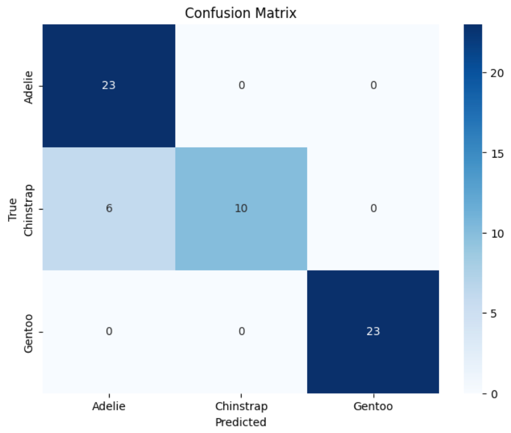 Confusion Matrix
Adelie
23
0
0
20
15
True
Chinstrap
6
10
0
10
5
Gentoo
0
0
23
0
Adelie
Chinstrap
Gentoo
Predicted